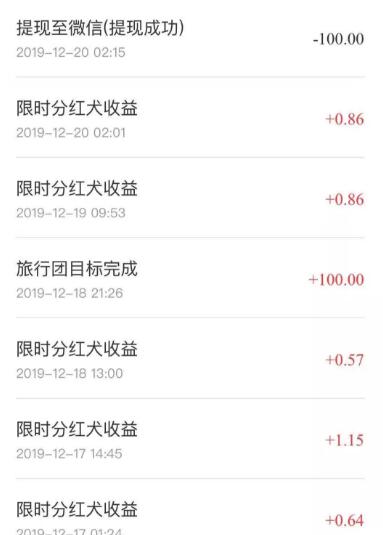 提现至微信(提现成功)
-100.00
2019-12-20 02:15
限时分红犬收益
+0.86
2019-12-20 02:01
限时分红犬收益
+0.86
2019-12-19 09:53
旅行团目标完成
+100.00
2019-12-18 21:26
限时分红犬收益
+0.57
2019-12-18 13:00
限时分红犬收益
+1.15
2019-12-17 14:45
限时分红犬收益
+0.64
2019-12-17 01:24